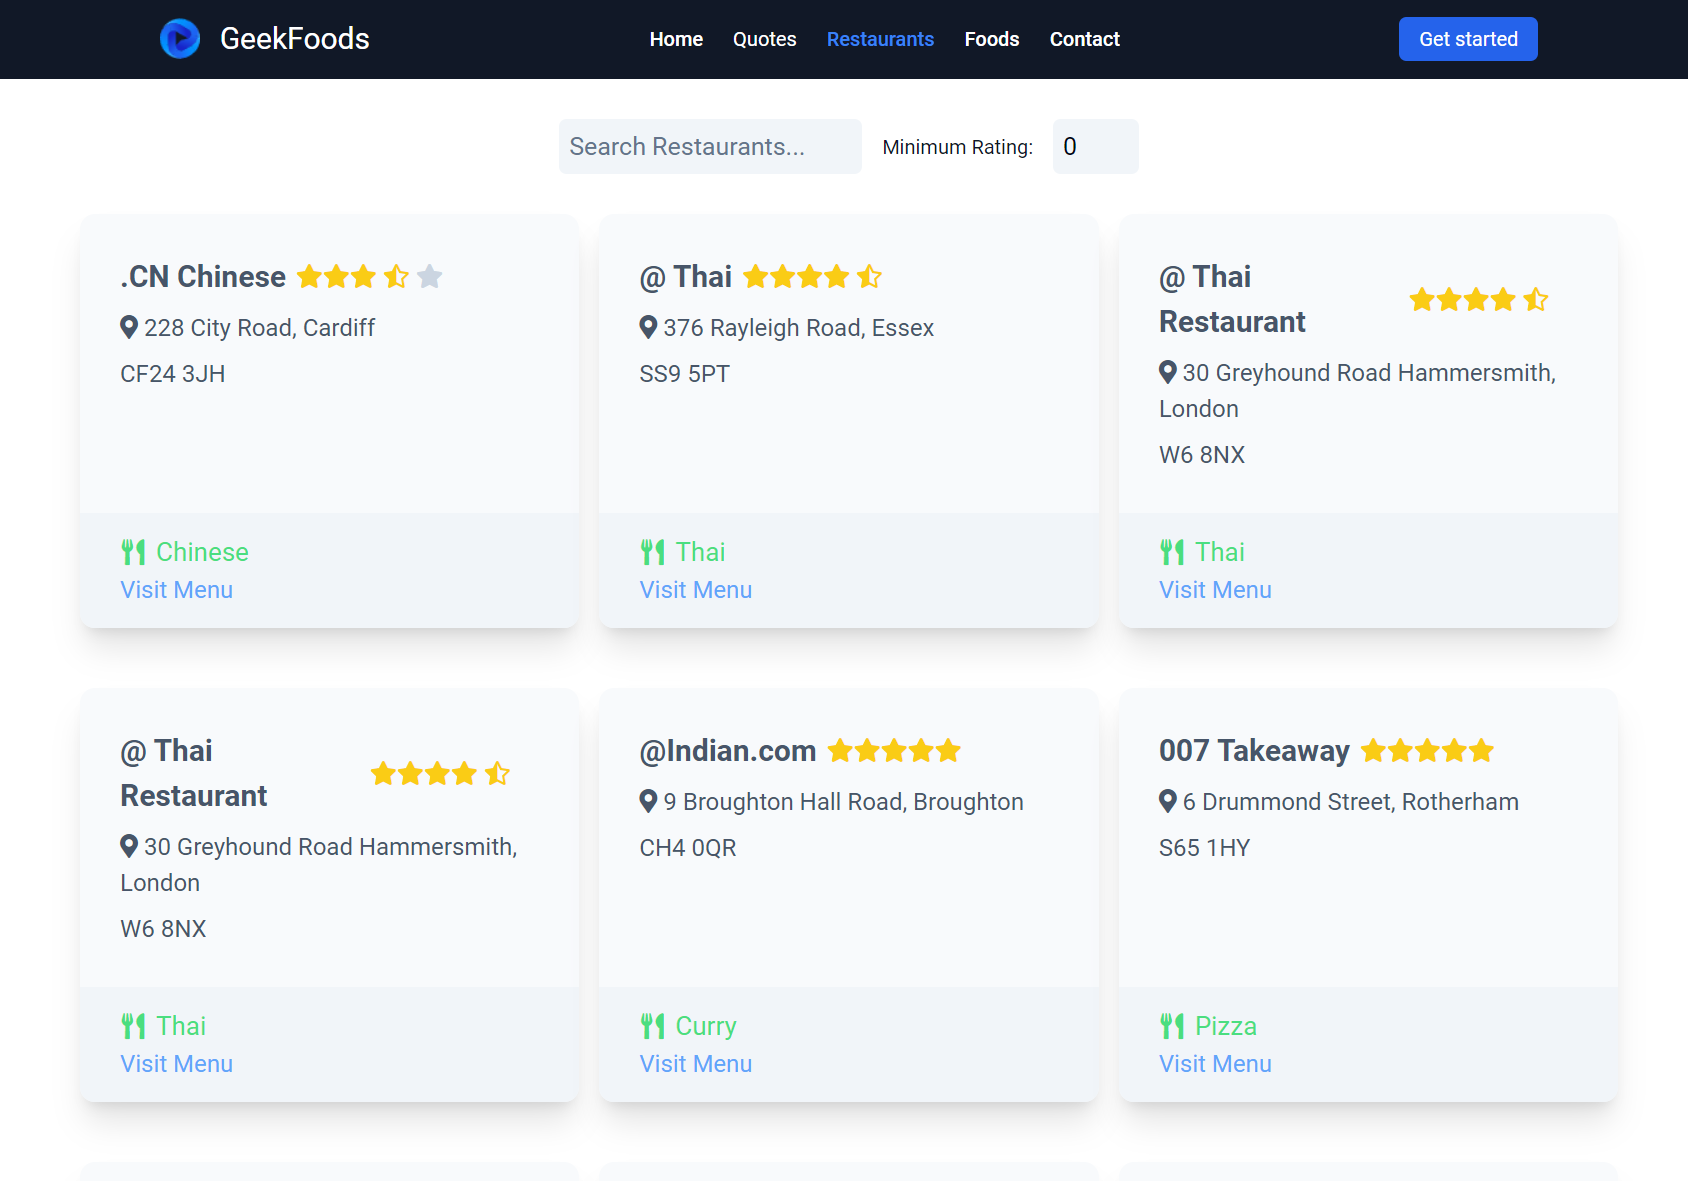 GeekFoods
Home Quotes Restaurants Foods Contact
Get started
Search Restaurants...
Minimum Rating: 0
.CN Chinese
228 City Road, Cardiff
CF24 3JH
Chinese
Visit Menu
@ Thai
376 Rayleigh Road, Essex
SS9 5PT
Thai
Visit Menu
@ Thai
Restaurant
30 Greyhound Road Hammersmith,
London
W6 8NX
Thai
Visit Menu
@ Thai
Restaurant
30 Greyhound Road Hammersmith,
London
W6 8NX
Thai
Visit Menu
@Indian.com
9 Broughton Hall Road, Broughton
CH4 0QR
Curry
Visit Menu
007 Takeaway
6 Drummond Street, Rotherham
S65 1HY
Pizza
Visit Menu